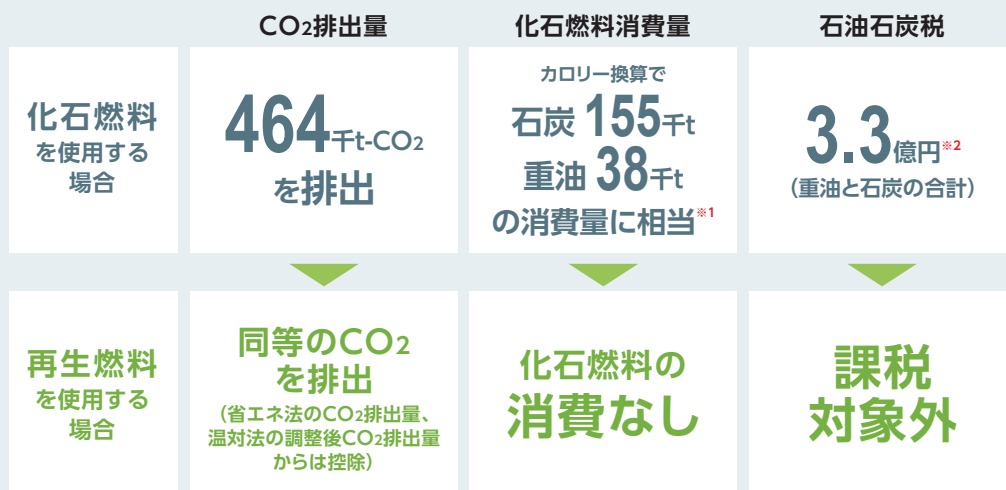 CO2排出量
化石燃料消費量
石油石炭税
化石燃料
を使用する
場合
464千t-CO2
を排出
カロリー換算で
石炭 155千t
重油 38千t
の消費量に相当※1
3.3億円※2
（重油と石炭の合計）
再生燃料
を使用する
場合
同等のCO2
を排出
（省エネ法のCO2排出量、
温対法の調整後CO2排出量
からは控除）
化石燃料の
消費なし
課税
対象外